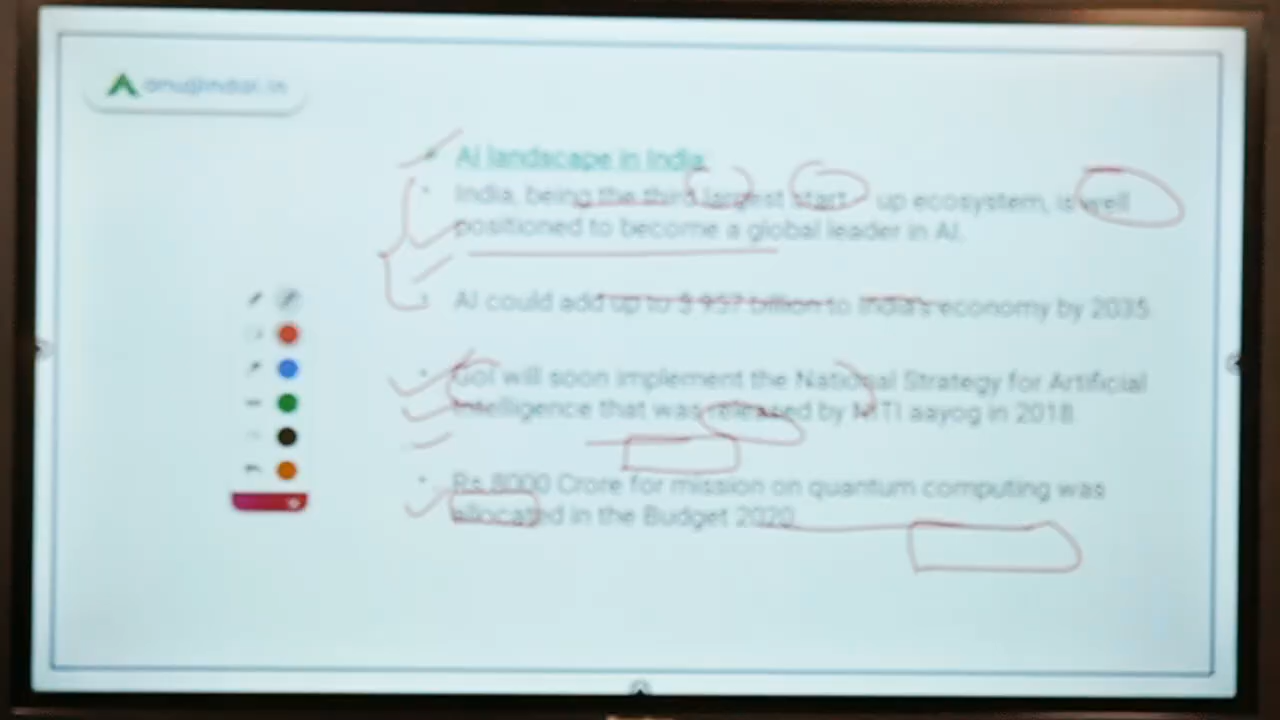 AI landscape in India:
India, being the third largest start - up ecosystem, is well
positioned to become a global leader in AI.
AI could add up to $ 957 billion to India's economy by 2035
GoI will soon implement the National Strategy for Artificial
Intelligence that was released by NITI aayog in 2018
Rs 8000 Crore for mission on quantum computing was
allocated in the Budget 2020